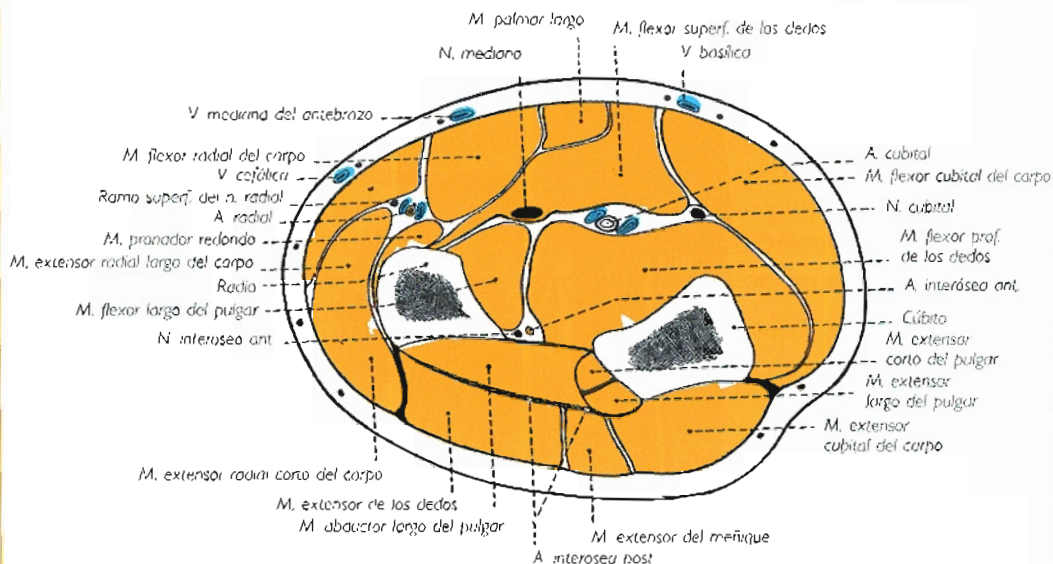 M. palmar largo
M. flexor superf. de los dedos
N. mediano
V basílica
V mediana del antebrazo
M flexor radial del carpo
V cefálica
Ramo superf. del n. radial
A radial
M. pronador redondo
M. extensor radial largo del carpo
Radio
M. flexor largo del pulgar
N interoseo ant
A. cubital
M. flexor cubital del carpo
N. cubital
M. flexor prof.
de los dedos
A. interósea ant.
Cúbito
M. extensor
corto del pulgar
M. extensor
largo del pulgar
M. extensor
cubital del carpo
M. extensor radial corto del carpo
M. extensor de los dedos
M abductor largo del pulgar
M extensor del meñique
A interosea post